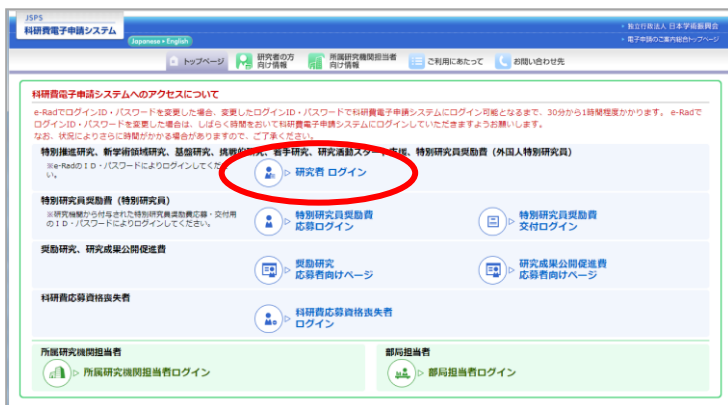 JSPS
科研費電子申請システム
Japanese・English
・独立行政法人 日本学術振興会
・電子申請のご案内総合トップページ
トップページ
研究者の方
向け情報
所属研究機関担当者
向け情報
ご利用にあたって
お問い合わせ先
科研費電子申請システムへのアクセスについて
e-RadでログインID・パスワードを変更した場合、変更したログインID・パスワードで科研費電子申請システムにログイン可能となるまで、30分から1時間程度かかります。 e-Radで
ログインID・パスワードを変更した場合は、しばらく時間をおいて科研費電子申請システムにログインしていただきますようお願いします。
なお、状況によりさらに時間がかかる場合がありますので、ご了承ください。
特別推進研究、新学術領域研究、基盤研究、挑戦的研究、若手研究、研究活動スタート支援、特別研究員奨励費（外国人特別研究員）
※e-RadのID・パスワードによりログインしてくださ
い。
研究者 ログイン
特別研究員奨励費（特別研究員）
※研究機関から付与された特別研究員奨励費応募・交付用
のID・パスワードによりログインしてください。
特別研究員奨励費
応募ログイン
特別研究員奨励費
交付ログイン
奨励研究、研究成果公開促進費
奨励研究
応募者向けページ
研究成果公開促進費
応募者向けページ
科研費応募資格喪失者
科研費応募資格喪失者
ログイン
所属研究機関担当者
所属研究機関担当者ログイン
部局担当者
部局担当者ログイン